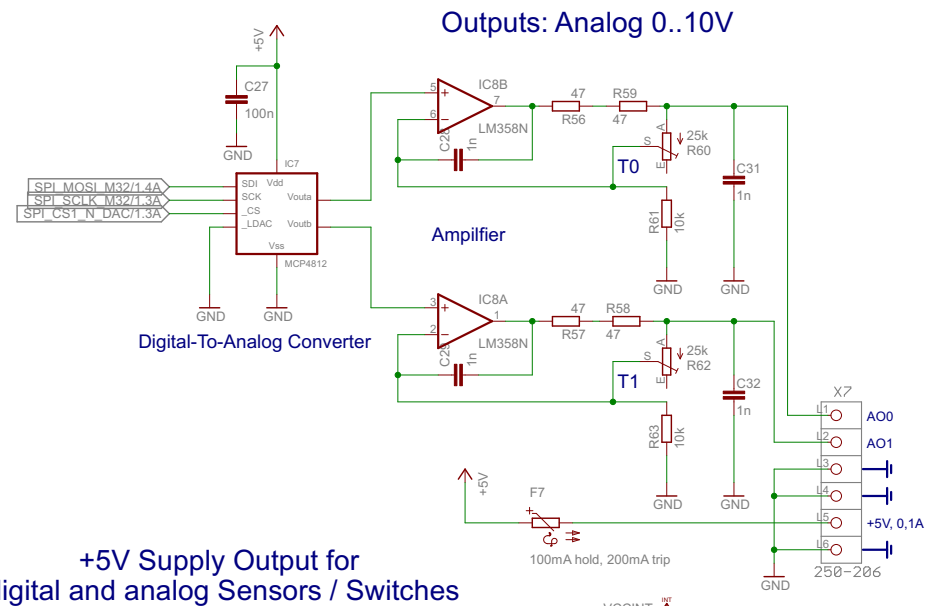 Outputs: Analog 0..10V
+5V
C27
100n
GND
IC7
SPI_MOSI_M32/1.4A
SPI_SCLK_M32/1.3A
SPI_CS1_N_DAC/1.3A
SDI
SCK
_CS
_LDAC
Vdd
Vouta
Voutb
Vss
MCP4812
GND
GND
Digital-To-Analog Converter
IC8B
5
+
6
-
7
LM358N
C28
1n
47
R56
R59
47
A
S
E
25k
R60
T0
C31
1n
R61
10k
GND
GND
Ampilfier
IC8A
3
+
2
-
1
LM358N
C29
1n
47
R57
R58
47
A
S
E
25k
R62
T1
C32
1n
R63
10k
GND
GND
X7
L1
AO0
L2
AO1
L3
L4
L5
+5V, 0,1A
L6
250-206
GND
+5V
F7
+
100mA hold, 200mA trip
+5V Supply Output for
digital and analog Sensors / Switches
INT